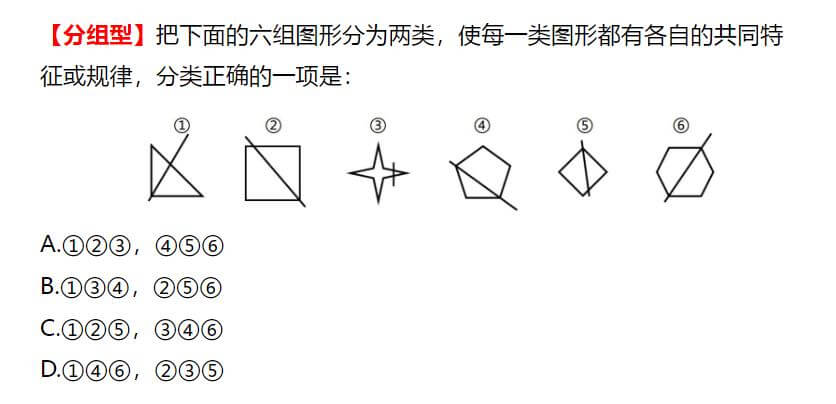 【分组型】把下面的六组图形分为两类，使每一类图形都有各自的共同特
征或规律，分类正确的一项是：
① ② ③ ④ ⑤ ⑥
A.①②③，④⑤⑥
B.①③④，②⑤⑥
C.①②⑤，③④⑥
D.①④⑥，②③⑤